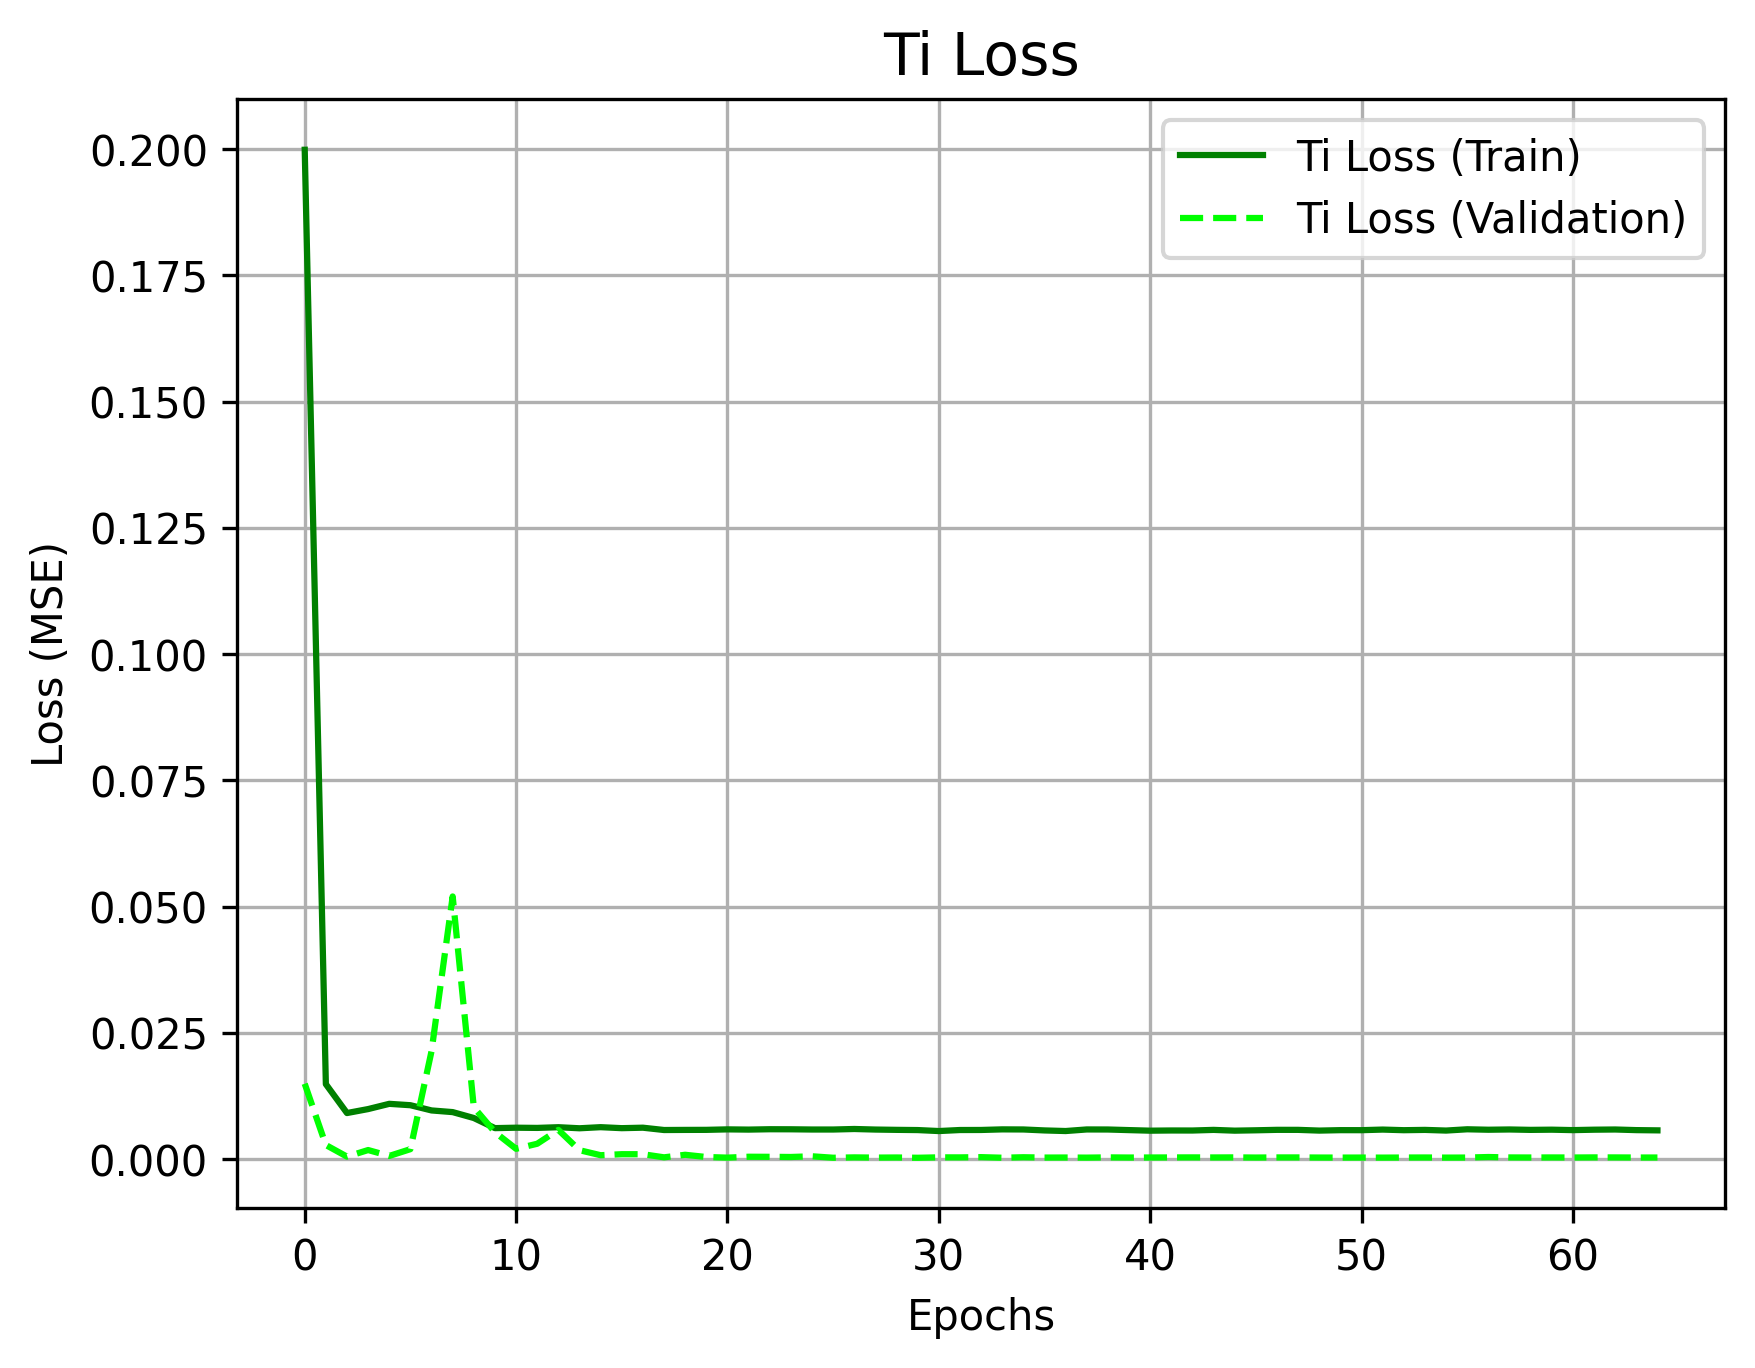 Ti Loss
Ti Loss (Train)
Ti Loss (Validation)
Loss (MSE)
0.200
0.175
0.150
0.125
0.100
0.075
0.050
0.025
0.000
0 10 20 30 40 50 60
Epochs